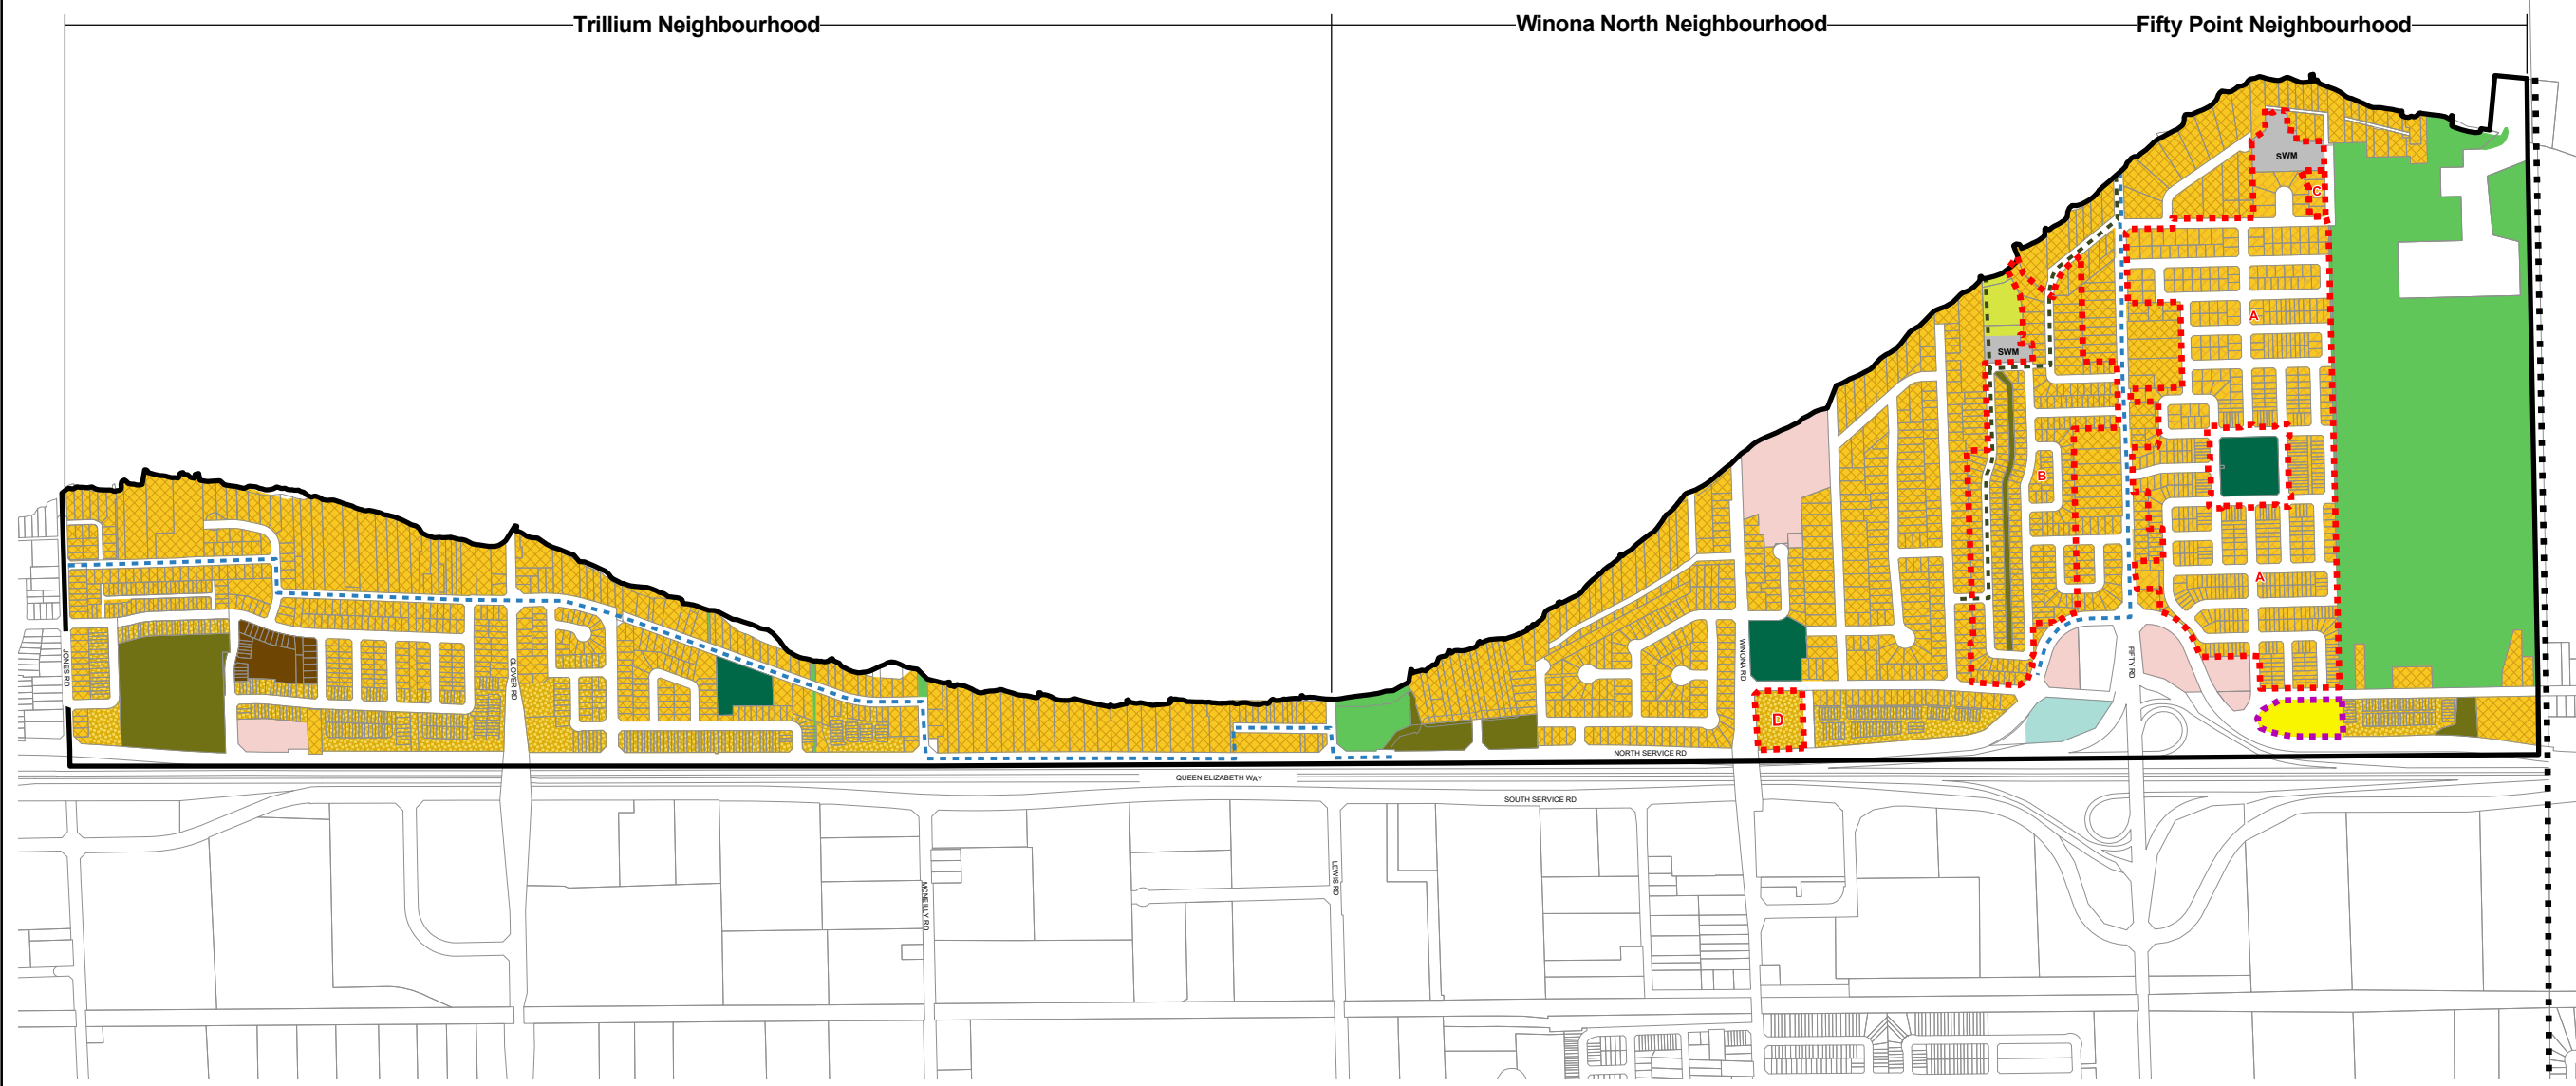 Trillium Neighbourhood
Winona North Neighbourhood
Fifty Point Neighbourhood
SWM
C
A
SWM
B
A
JONES RD
GLOVER RD
WINONA RD
FIFTY RD
D
NORTH SERVICE RD
QUEEN ELIZABETH WAY
SOUTH SERVICE RD
MCNEILLY RD
LEWIS RD